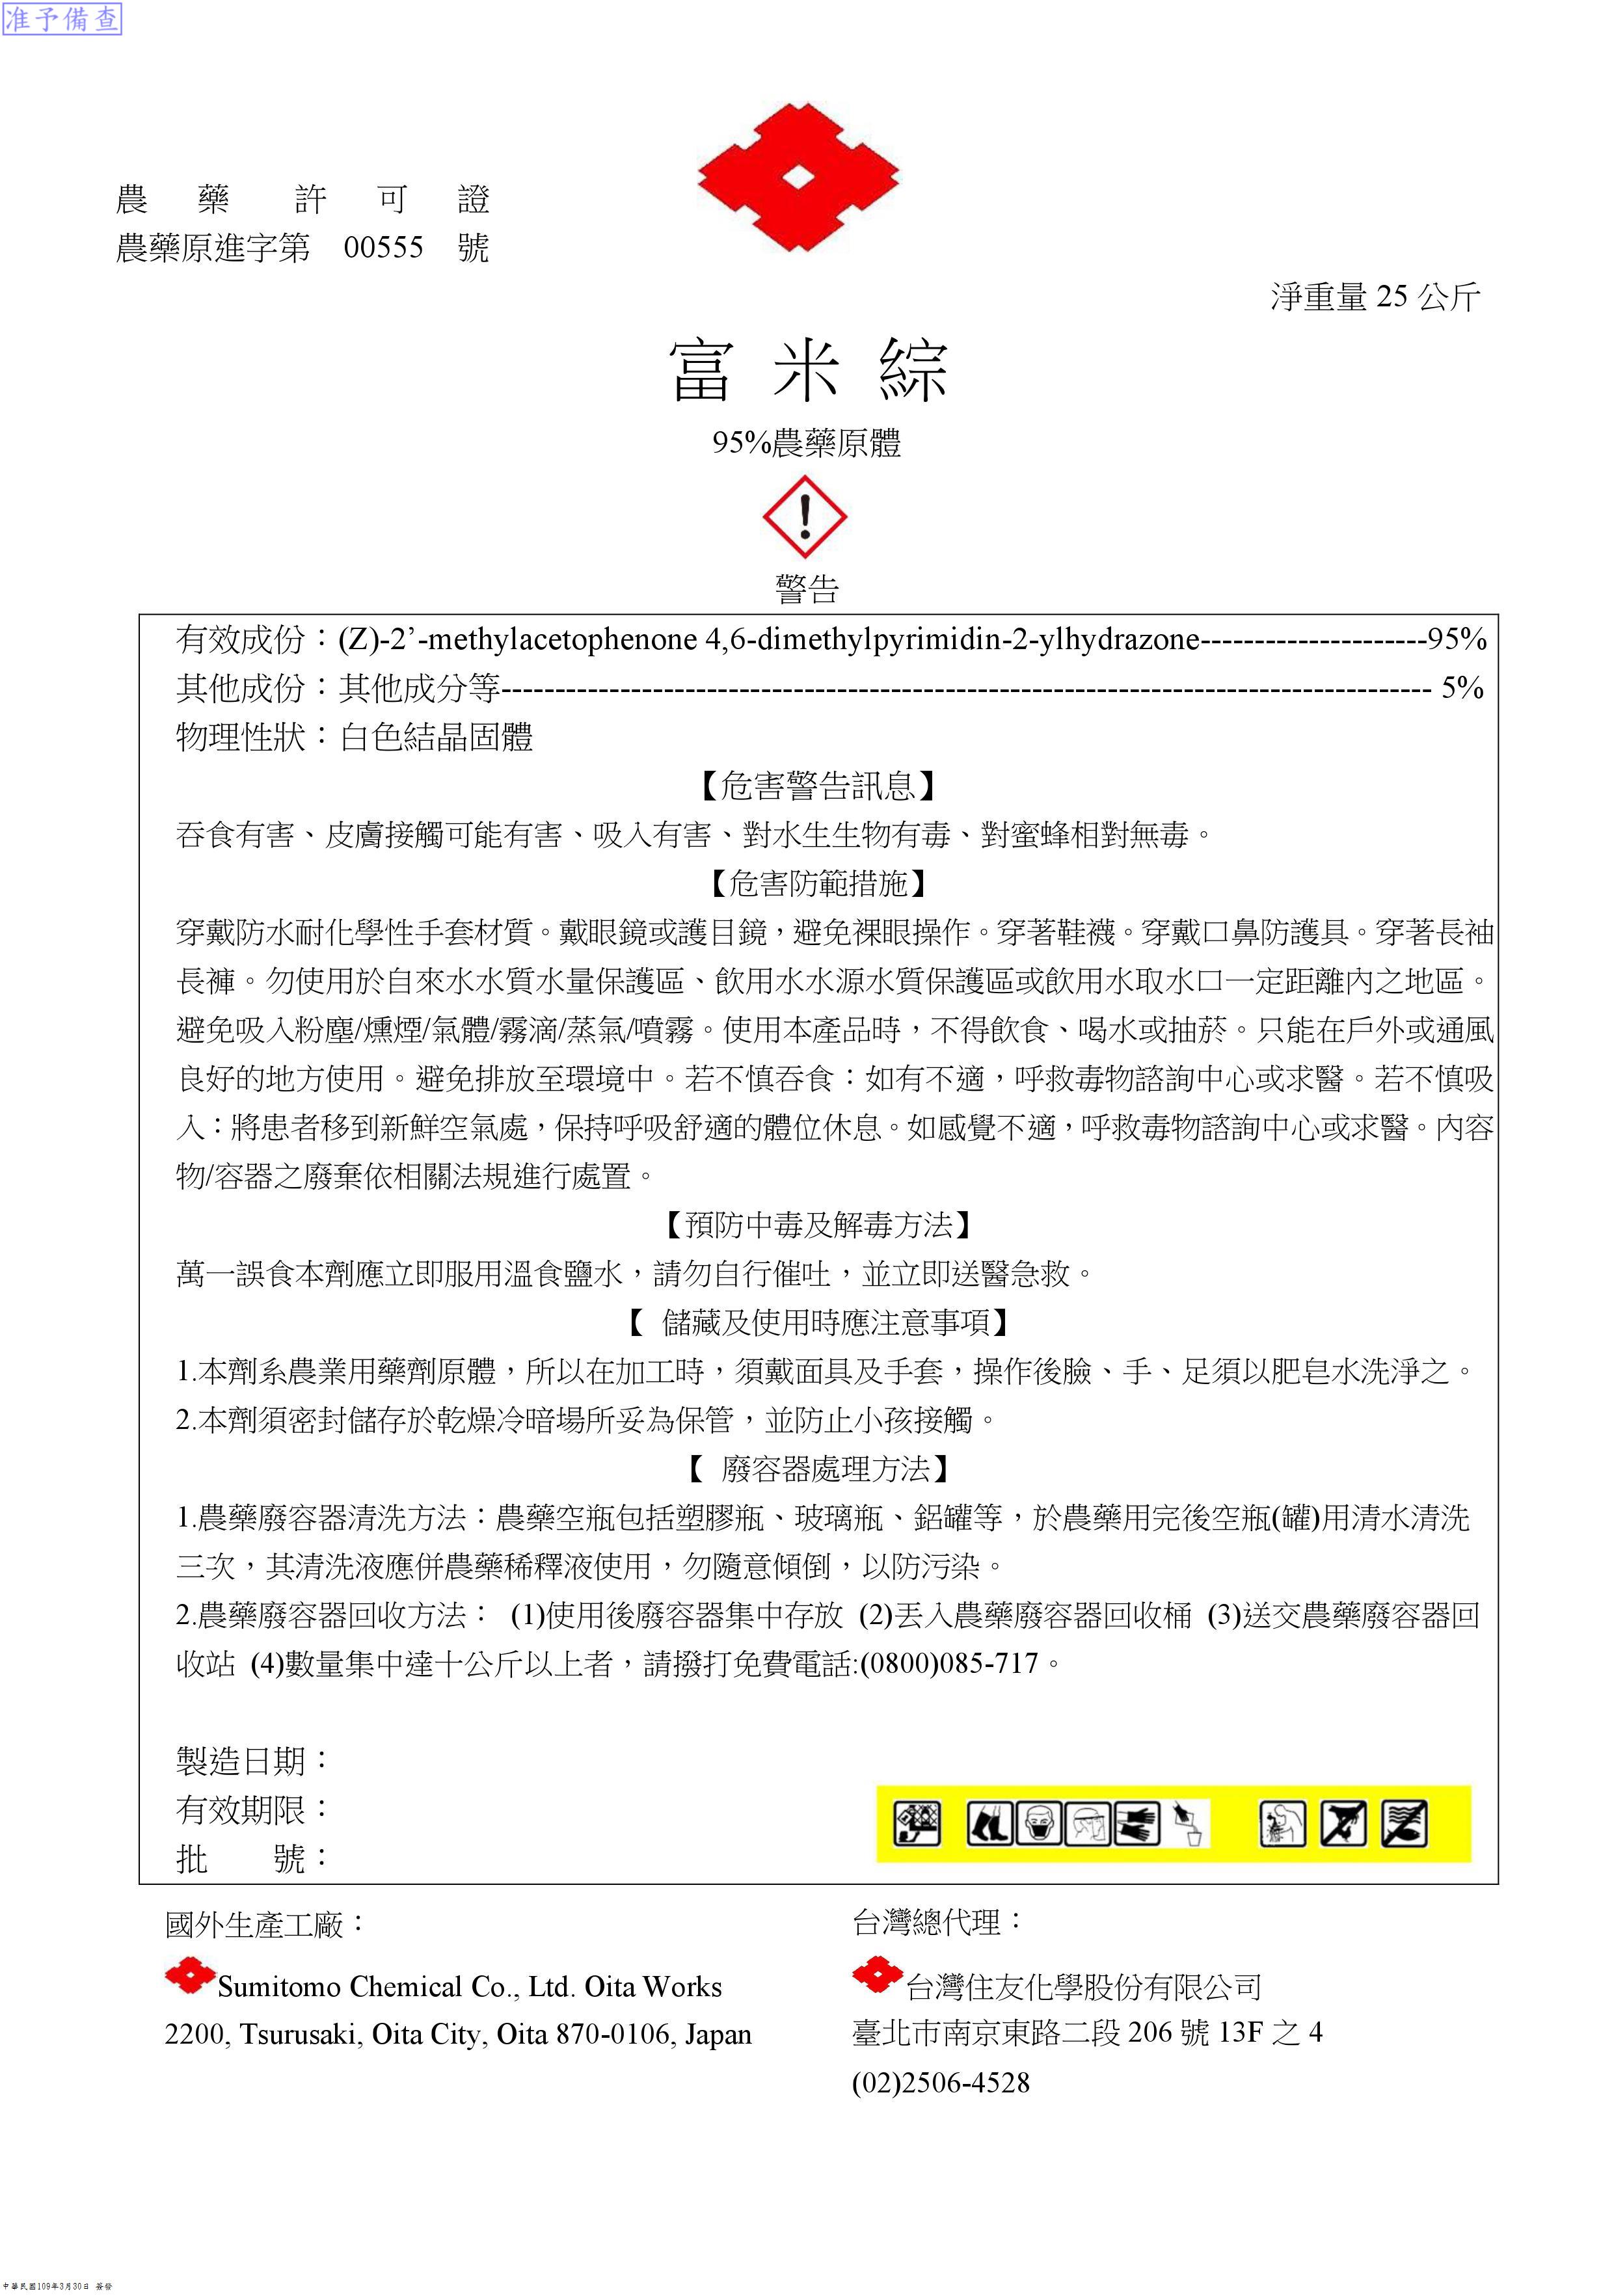 准予備查
農藥許可證
農藥原進字第 00555 號
淨重量 25 公斤
富米綜
95%農藥原體
警告
有效成份：(Z)-2’-methylacetophenone 4,6-dimethylpyrimidin-2-ylhydrazone---------------------95%
其他成份：其他成分等-------------------------------------------------------------------------------------- 5%
物理性狀：白色結晶固體
【危害警告訊息】
吞食有害、皮膚接觸可能有害、吸入有害、對水生生物有毒、對蜜蜂相對無毒。
【危害防範措施】
穿戴防水耐化學性手套材質。戴眼鏡或護目鏡，避免裸眼操作。穿著鞋襪。穿戴口鼻防護具。穿著長袖
長褲。勿使用於自來水水質水量保護區、飲用水水源水質保護區或飲用水取水口一定距離內之地區。
避免吸入粉塵/燻煙/氣體/霧滴/蒸氣/噴霧。使用本產品時，不得飲食、喝水或抽菸。只能在戶外或通風
良好的地方使用。避免排放至環境中。若不慎吞食：如有不適，呼救毒物諮詢中心或求醫。若不慎吸
入：將患者移到新鮮空氣處，保持呼吸舒適的體位休息。如感覺不適，呼救毒物諮詢中心或求醫。內容
物/容器之廢棄依相關法規進行處置。
【預防中毒及解毒方法】
萬一誤食本劑應立即服用溫食鹽水，請勿自行催吐，並立即送醫急救。
【 儲藏及使用時應注意事項】
1.本劑系農業用藥劑原體，所以在加工時，須戴面具及手套，操作後臉、手、足須以肥皂水洗淨之。
2.本劑須密封儲存於乾燥冷暗場所妥為保管，並防止小孩接觸。
【 廢容器處理方法】
1.農藥廢容器清洗方法：農藥空瓶包括塑膠瓶、玻璃瓶、鋁罐等，於農藥用完後空瓶(罐)用清水清洗
三次，其清洗液應併農藥稀釋液使用，勿隨意傾倒，以防污染。
2.農藥廢容器回收方法： (1)使用後廢容器集中存放 (2)丟入農藥廢容器回收桶 (3)送交農藥廢容器回
收站 (4)數量集中達十公斤以上者，請撥打免費電話:(0800)085-717。
製造日期：
有效期限：
批　　號：
國外生產工廠：
Sumitomo Chemical Co., Ltd. Oita Works
2200, Tsurusaki, Oita City, Oita 870-0106, Japan
台灣總代理：
台灣住友化學股份有限公司
臺北市南京東路二段 206 號 13F 之 4
(02)2506-4528
中華民國109年3月30日 簽發